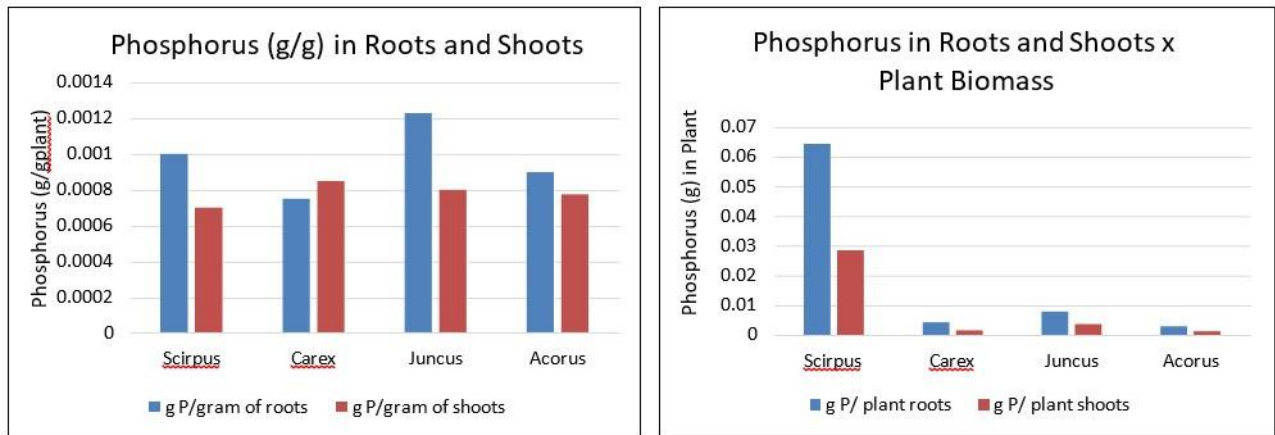 Phosphorus (g/g) in Roots and Shoots
Phosphorus (g/gplant)
0.0014
0.0012
0.001
0.0008
0.0006
0.0004
0.0002
0
Scirpus Carex Juncus Acorus
g P/gram of roots g P/gram of shoots
Phosphorus in Roots and Shoots x
Plant Biomass
Phosphorus (g) in Plant
0.07
0.06
0.05
0.04
0.03
0.02
0.01
0
Scirpus Carex Juncus Acorus
g P/ plant roots g P/ plant shoots